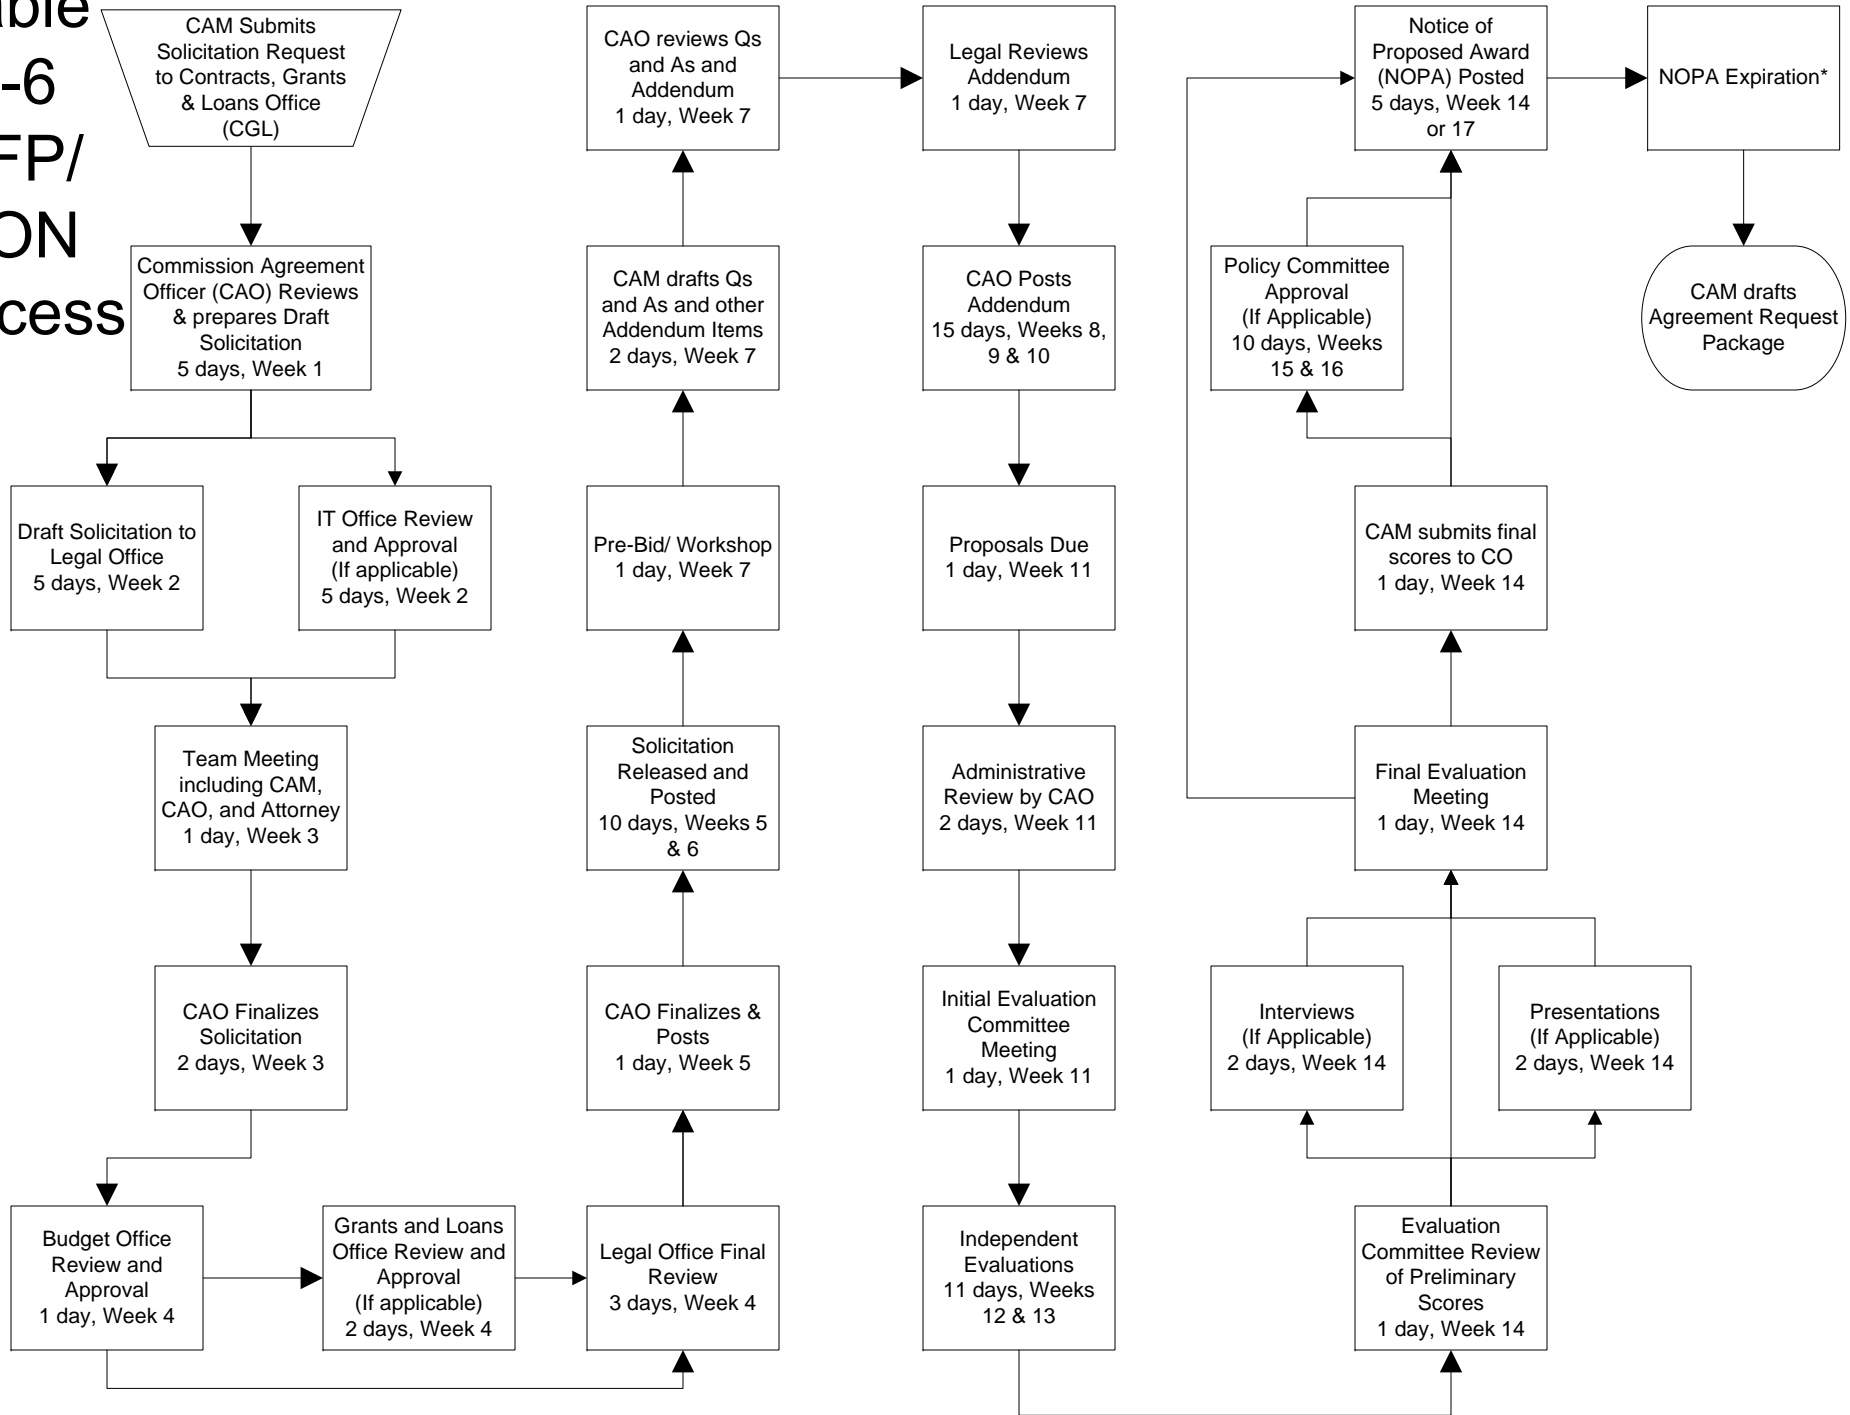 able
-6
FP/
ON
cess
CAM Submits
Solicitation Request
to Contracts, Grants
& Loans Office
(CGL)
Commission Agreement
Officer (CAO) Reviews
& prepares Draft
Solicitation
5 days, Week 1
Draft Solicitation to
Legal Office
5 days, Week 2
IT Office Review
and Approval
(If applicable)
5 days, Week 2
Team Meeting
including CAM,
CAO, and Attorney
1 day, Week 3
CAO Finalizes
Solicitation
2 days, Week 3
Budget Office
Review and
Approval
1 day, Week 4
Grants and Loans
Office Review and
Approval
(If applicable)
2 days, Week 4
Legal Office Final
Review
3 days, Week 4
CAO Finalizes &
Posts
1 day, Week 5
Solicitation
Released and
Posted
10 days, Weeks 5
& 6
Pre-Bid/ Workshop
1 day, Week 7
CAM drafts Qs
and As and other
Addendum Items
2 days, Week 7
CAO reviews Qs
and As and
Addendum
1 day, Week 7
Legal Reviews
Addendum
1 day, Week 7
CAO Posts
Addendum
15 days, Weeks 8,
9 & 10
Proposals Due
1 day, Week 11
Administrative
Review by CAO
2 days, Week 11
Initial Evaluation
Committee
Meeting
1 day, Week 11
Independent
Evaluations
11 days, Weeks
12 & 13
Evaluation
Committee Review
of Preliminary
Scores
1 day, Week 14
Interviews
(If Applicable)
2 days, Week 14
Presentations
(If Applicable)
2 days, Week 14
Final Evaluation
Meeting
1 day, Week 14
CAM submits final
scores to CO
1 day, Week 14
Policy Committee
Approval
(If Applicable)
10 days, Weeks
15 & 16
Notice of
Proposed Award
(NOPA) Posted
5 days, Week 14
or 17
NOPA Expiration*
CAM drafts
Agreement Request
Package